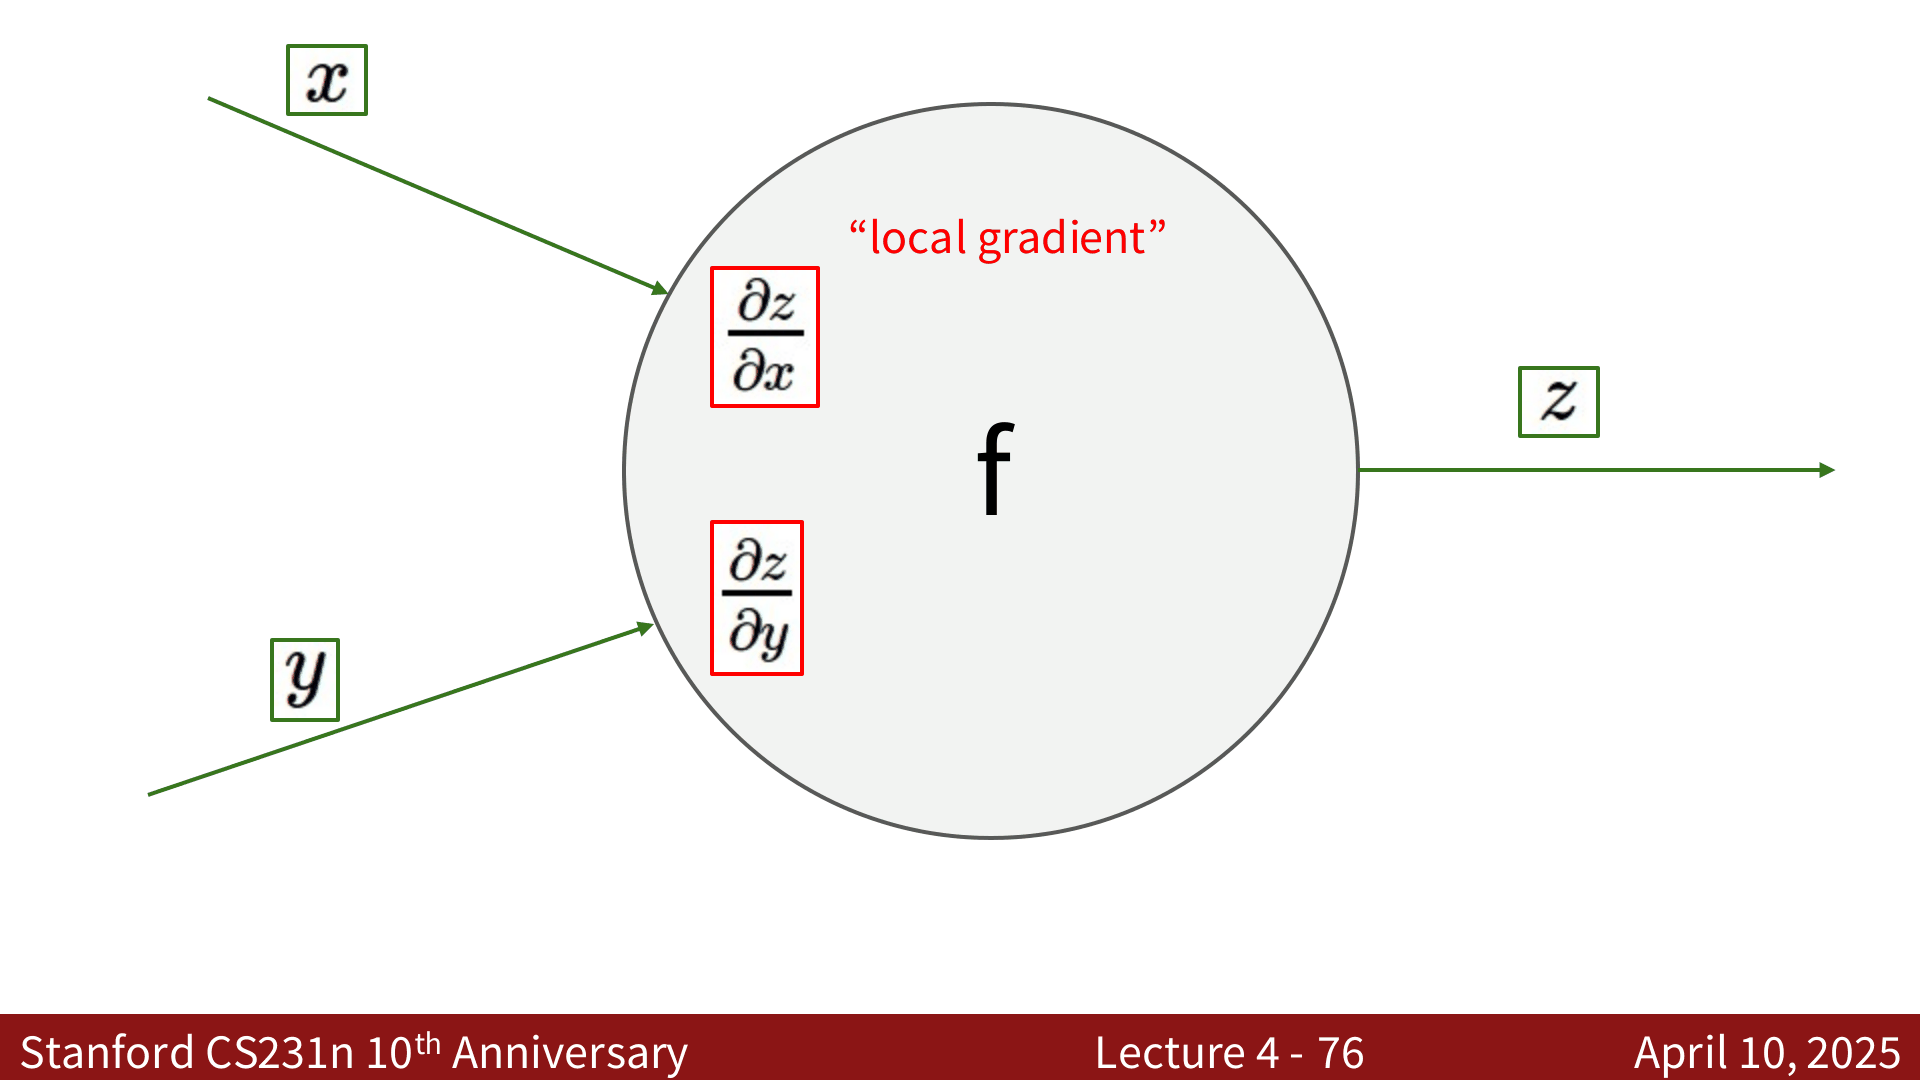 x
“local gradient”
∂z
∂x
z
f
∂z
∂y
y
Stanford CS231n 10th Anniversary
Lecture 4 - 76
April 10, 2025